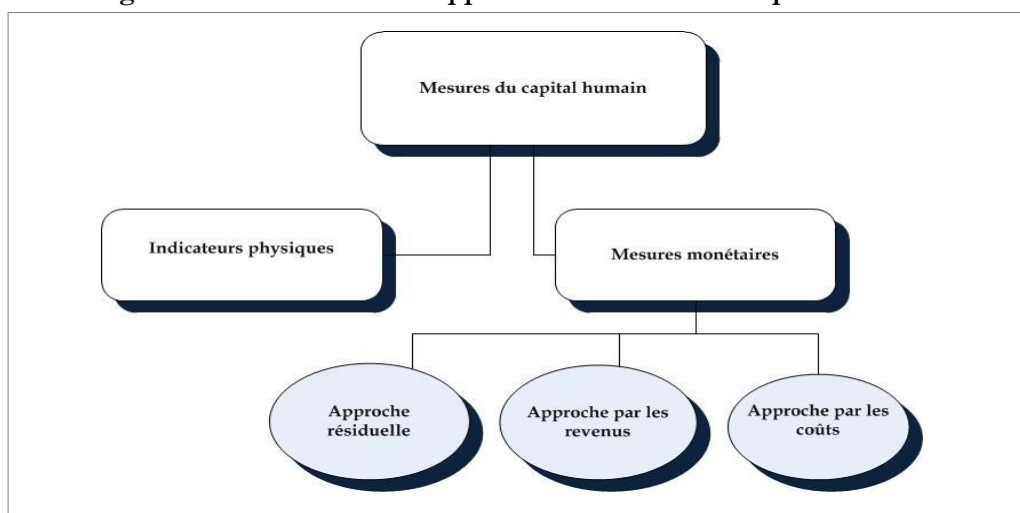 Mesures du capital humain
Indicateurs physiques
Mesures monétaires
Approche
résiduelle
Approche par les
revenus
Approche par les
coûts